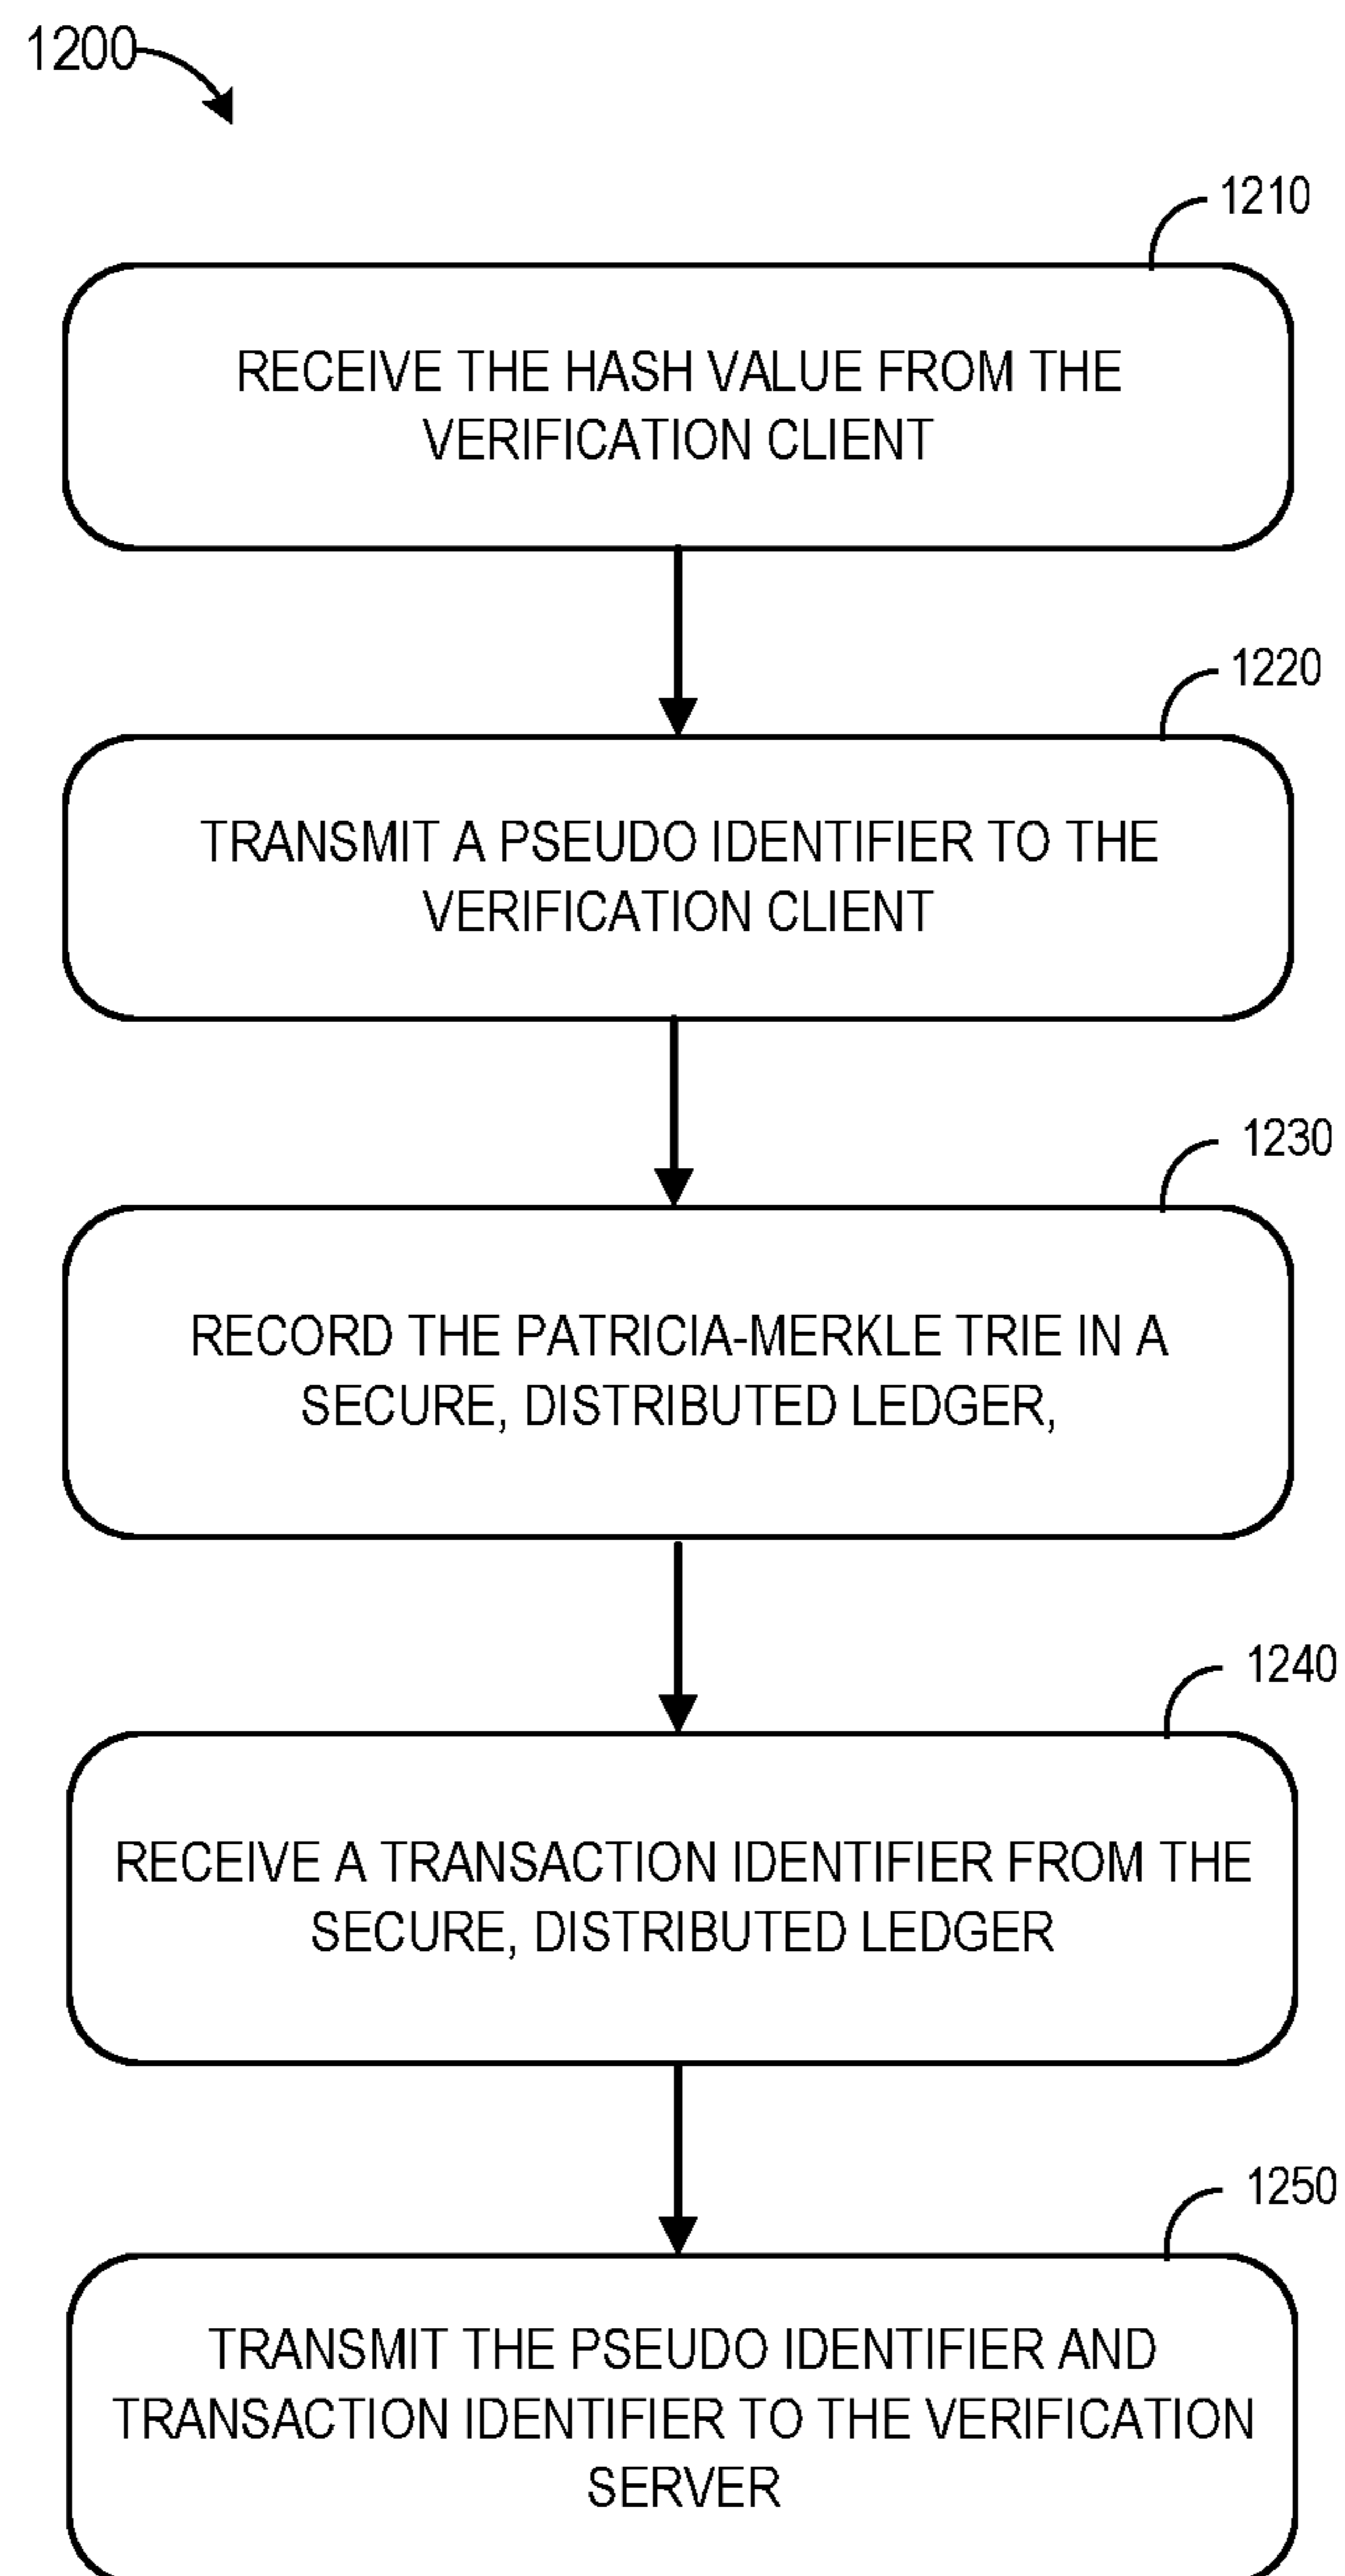 1200
1210
RECEIVE THE HASH VALUE FROM THE
VERIFICATION CLIENT
1220
TRANSMIT A PSEUDO IDENTIFIER TO THE
VERIFICATION CLIENT
1230
RECORD THE PATRICIA-MERKLE TRIE IN A
SECURE, DISTRIBUTED LEDGER,
1240
RECEIVE A TRANSACTION IDENTIFIER FROM THE
SECURE, DISTRIBUTED LEDGER
1250
TRANSMIT THE PSEUDO IDENTIFIER AND
TRANSACTION IDENTIFIER TO THE VERIFICATION
SERVER